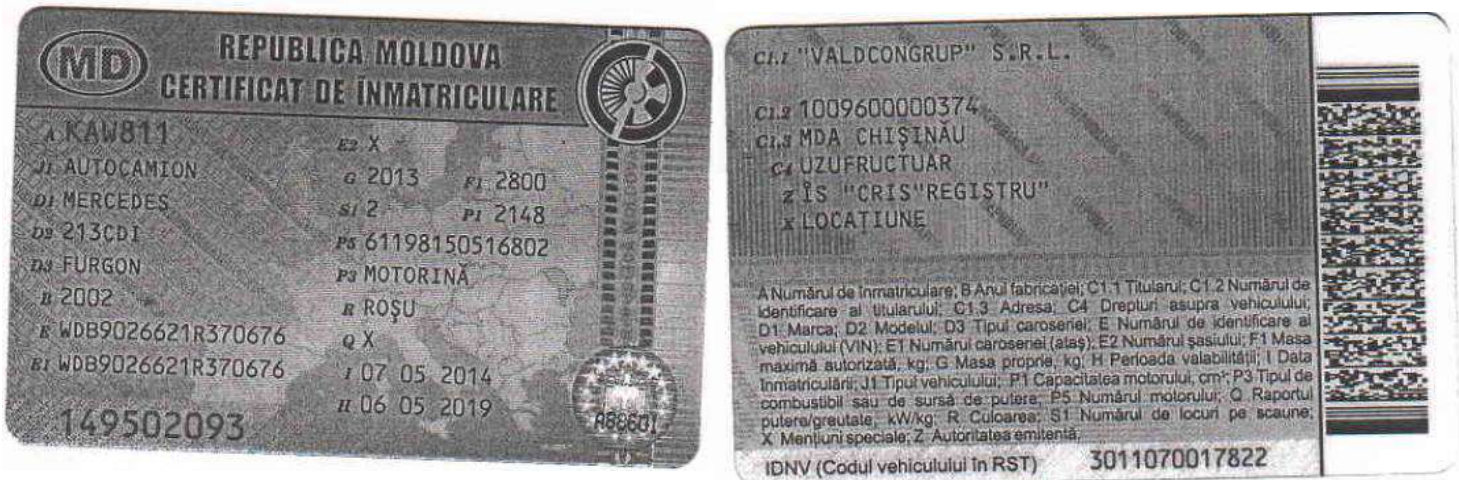 MD
REPUBLICA MOLDOVA
CERTIFICAT DE ÎNMATRICULARE
A KAW811
J1 AUTOCAMION
D1 MERCEDES
D2 213CDI
D3 FURGON
B 2002
E WDB9026621R370676
E1 WDB9026621R370676
E2 X
G 2013 F1 2800
S1 2 P1 2148
P5 61198150516802
P3 MOTORINĂ
R ROŞU
Q X
I 07 05 2014
H 06 05 2019
149502093
C1.1 "VALDCONGRUP" S.R.L.
C1.2 1009600000374
C1.3 MDA CHIŞINĂU
C4 UZUFRUCTUAR
Z ÎS "CRIS"REGISTRU"
X LOCAŢIUNE
A Numărul de înmatriculare; B Anul fabricaţiei; C1.1 Titularul; C1.2 Numărul de
identificare al titularului; C1.3 Adresa; C4 Drepturi asupra vehiculului;
D1 Marca; D2 Modelul; D3 Tipul caroseriei; E Numărul de identificare al
vehiculului (VIN); E1 Numărul caroseriei (ataş); E2 Numărul şasiului; F1 Masa
maximă autorizată, kg; G Masa proprie, kg; H Perioada valabilităţii; I Data
înmatriculării; J1 Tipul vehiculului; P1 Capacitatea motorului, cm³; P3 Tipul de
combustibil sau de sursă de putere; P5 Numărul motorului; Q Raportul
putere/greutate, kW/kg; R Culoarea; S1 Numărul de locuri pe scaune;
X Menţiuni speciale; Z Autoritatea emitentă.
IDNV (Codul vehiculului în RST) 3011070017822